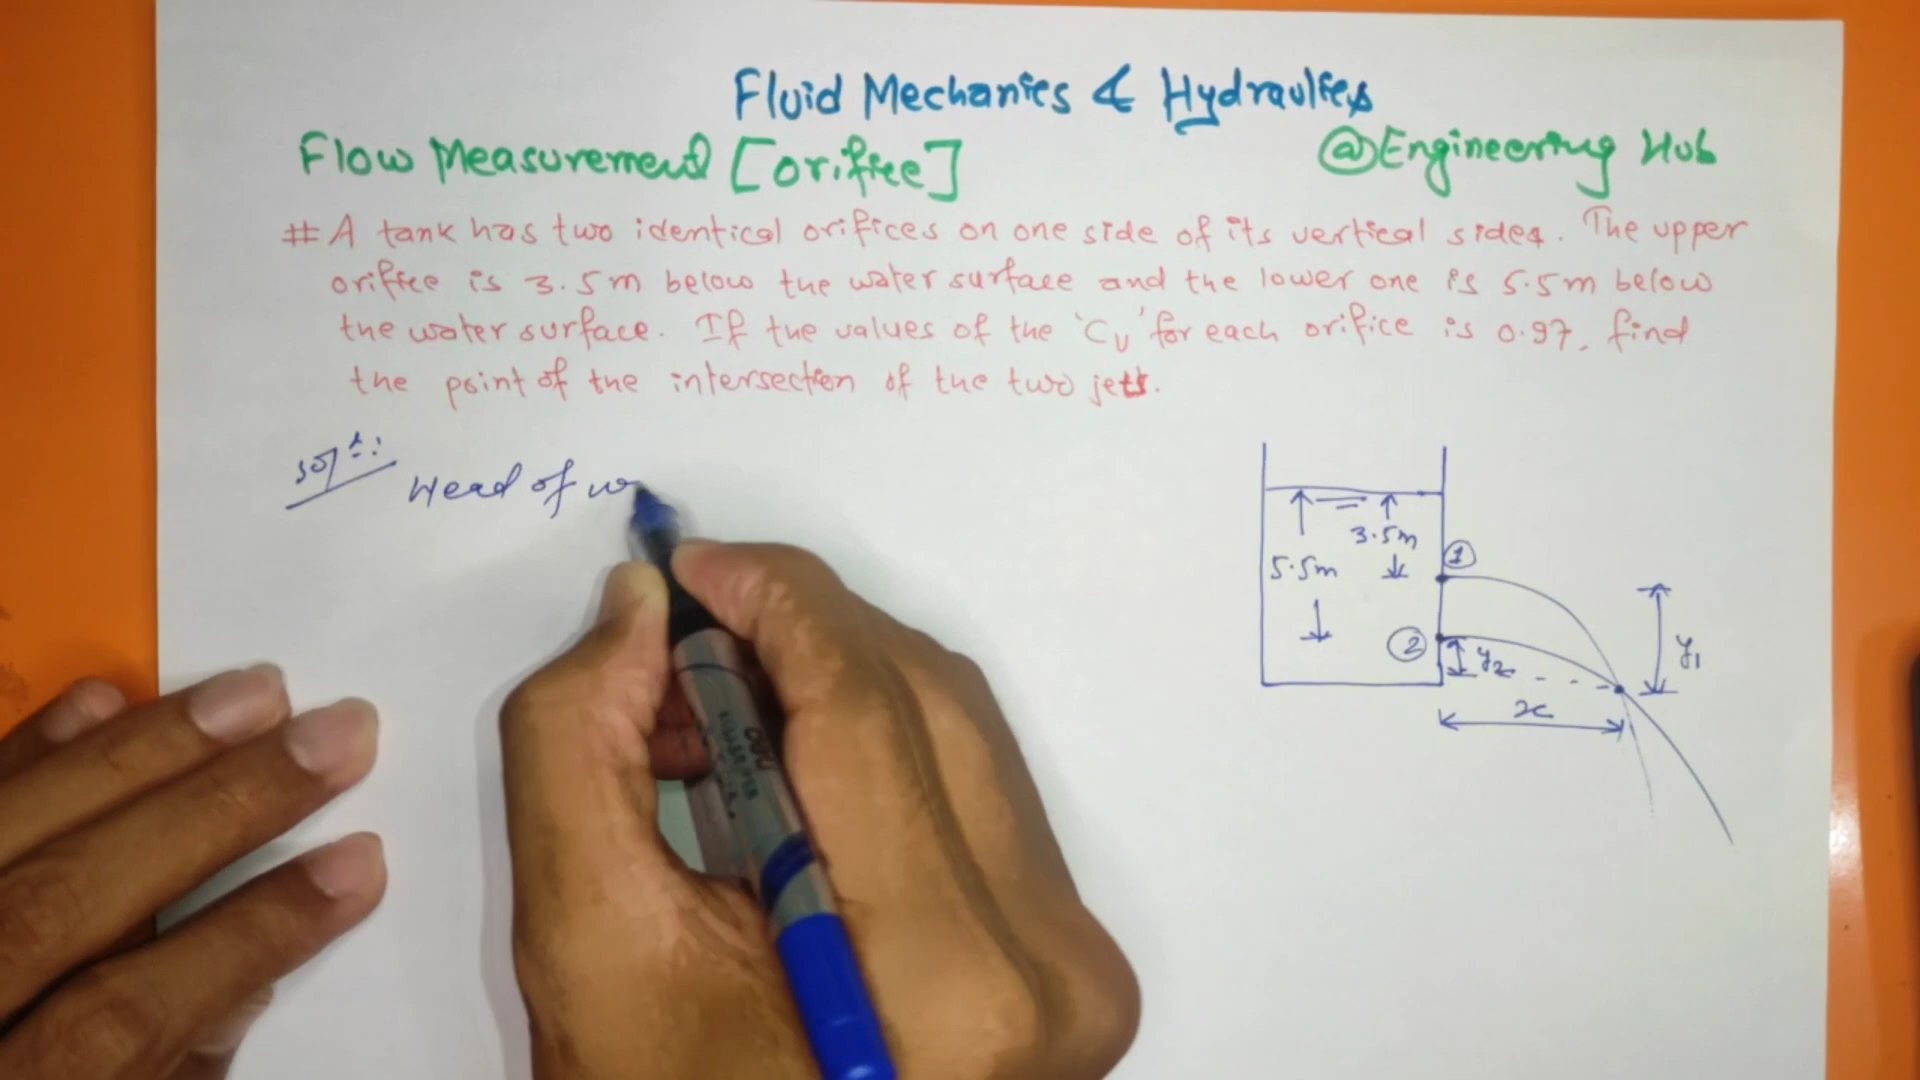 Fluid Mechanics & Hydraulics
Flow Measurement [orifice]
@Engineering Hub
# A tank has two identical orifices on one side of its vertical sides. The upper
orifice is 3.5m below the water surface and the lower one is 5.5m below
the water surface. If the values of the 'Cv' for each orifice is 0.97, find
the point of the intersection of the two jets.
soln:
Head of w
3.5m
1
5.5m
2
y2
y1
x